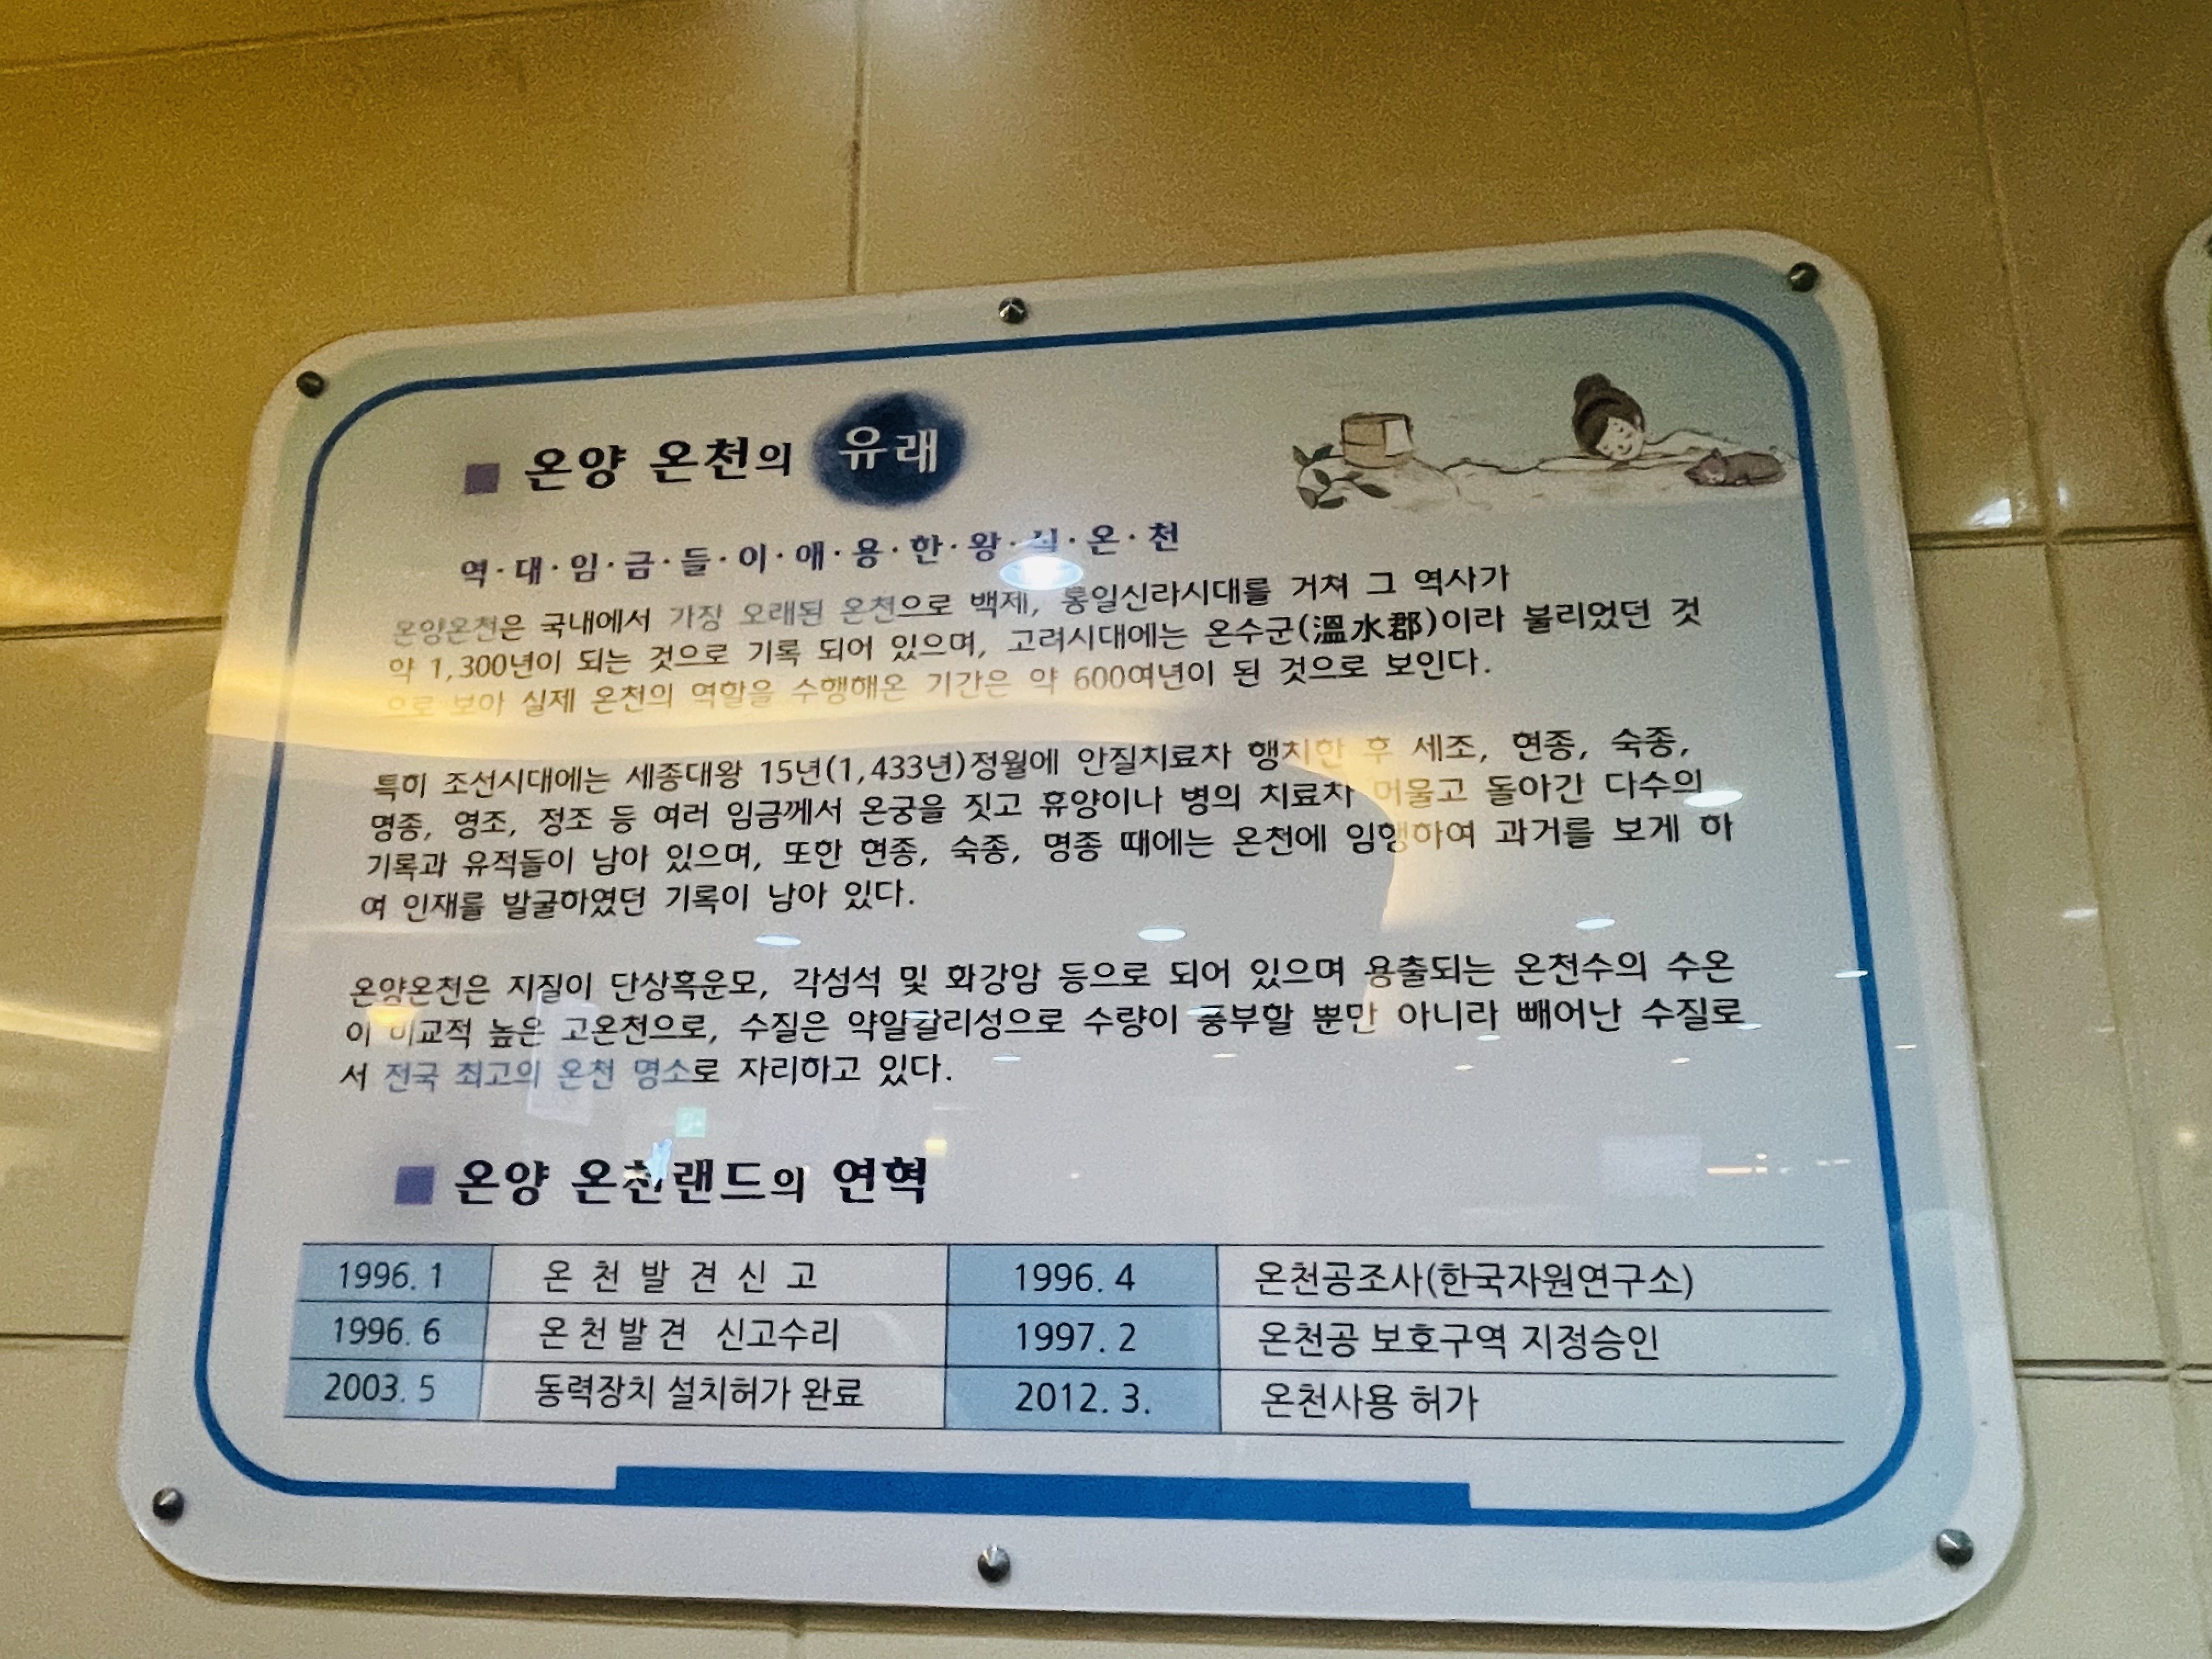 온양 온천의 유래
역·대·임·금·들·이·애·용·한·왕·실·온·천
온양온천은 국내에서 가장 오래된 온천으로 백제, 통일신라시대를 거쳐 그 역사가
약 1,300년이 되는 것으로 기록 되어 있으며, 고려시대에는 온수군(溫水郡)이라 불리었던 것
으로 보아 실제 온천의 역할을 수행해온 기간은 약 600여년이 된 것으로 보인다.
특히 조선시대에는 세종대왕 15년(1,433년)정월에 안질치료차 행치한 후 세조, 현종, 숙종,
명종, 영조, 정조 등 여러 임금께서 온궁을 짓고 휴양이나 병의 치료차 머물고 돌아간 다수의
기록과 유적들이 남아 있으며, 또한 현종, 숙종, 명종 때에는 온천에 임행하여 과거를 보게 하
여 인재를 발굴하였던 기록이 남아 있다.
온양온천은 지질이 단상흑운모, 각섬석 및 화강암 등으로 되어 있으며 용출되는 온천수의 수온
이 비교적 높은 고온천으로, 수질은 약알칼리성으로 수량이 풍부할 뿐만 아니라 빼어난 수질로
서 전국 최고의 온천 명소로 자리하고 있다.
온양 온천랜드의 연혁
1996. 1 온 천 발 견 신 고 1996. 4 온천공조사(한국자원연구소)
1996. 6 온 천 발 견 신고수리 1997. 2 온천공 보호구역 지정승인
2003. 5 동력장치 설치허가 완료 2012. 3. 온천사용 허가